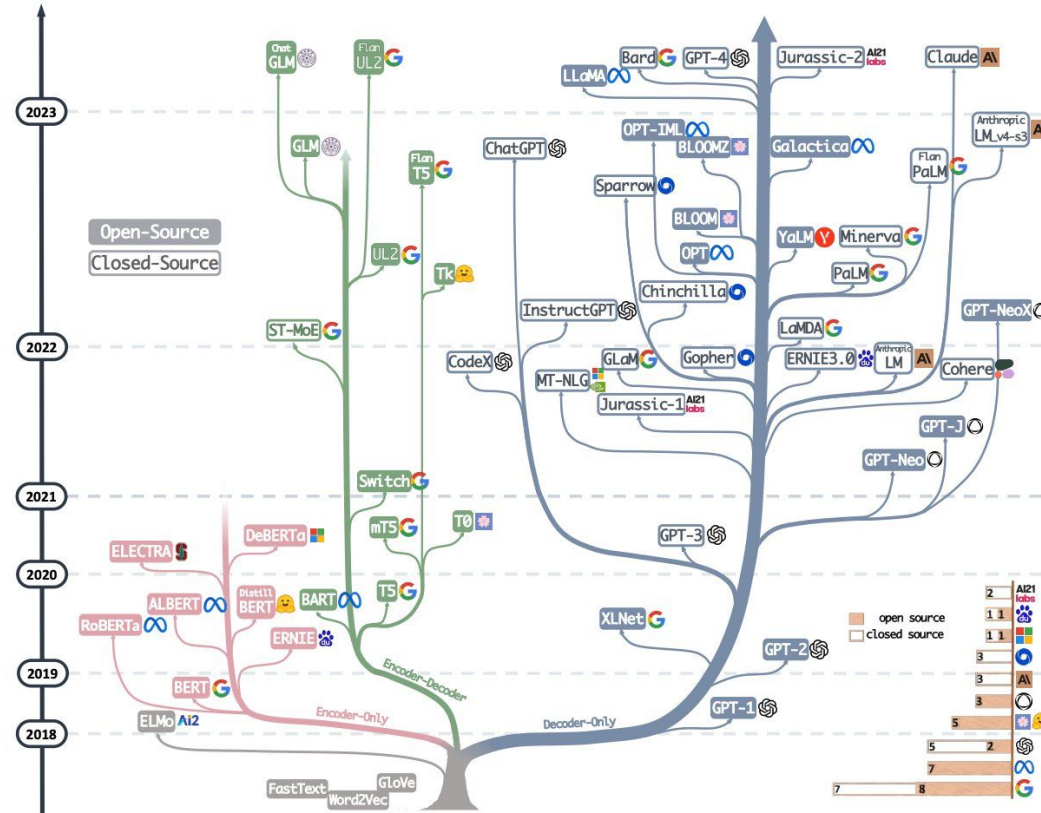 Chat
GLM
Flan
UL2
Bard
GPT-4
Jurassic-2
AI21
labs
Claude
A\
LLaMA
2023
GLM
Flan
T5
ChatGPT
OPT-IML
BLOOMZ
Galactica
Anthropic
LM_v4-s3
A
Flan
PaLM
Sparrow
Open-Source
Closed-Source
BLOOM
YaLM
Y
Minerva
UL2
OPT
Tk
PaLM
Chinchilla
InstructGPT
GPT-NeoX
ST-MoE
LaMDA
2022
CodeX
GLaM
Gopher
ERNIE3.0
du
Anthropic
LM
A\
Cohere
MT-NLG
Jurassic-1
AI21
labs
GPT-J
GPT-Neo
Switch
2021
mT5
T0
DeBERTa
GPT-3
ELECTRA
2020
Distill
BERT
BART
T5
ALBERT
RoBERTa
XLNet
ERNIE
du
GPT-2
2019
Encoder-Decoder
BERT
GPT-1
Encoder-Only
Decoder-Only
ELMo
AI2
2018
FastText
Word2Vec
GloVe
open source
closed source
2
AI21
labs
1
1
du
1
1
3
3
A\
3
5
5
2
7
7
8